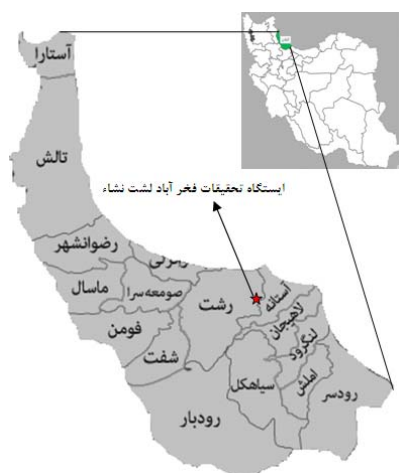 آستارا
تالش
ایستگاه تحقیقات فخر آباد لشت نشاء
رضوانشهر
ماسال
صومعه سرا
رشت
آستانه
لاهیجان
فومن
شفت
لنگرود
سیاهکل
املش
رودسر
رودبار